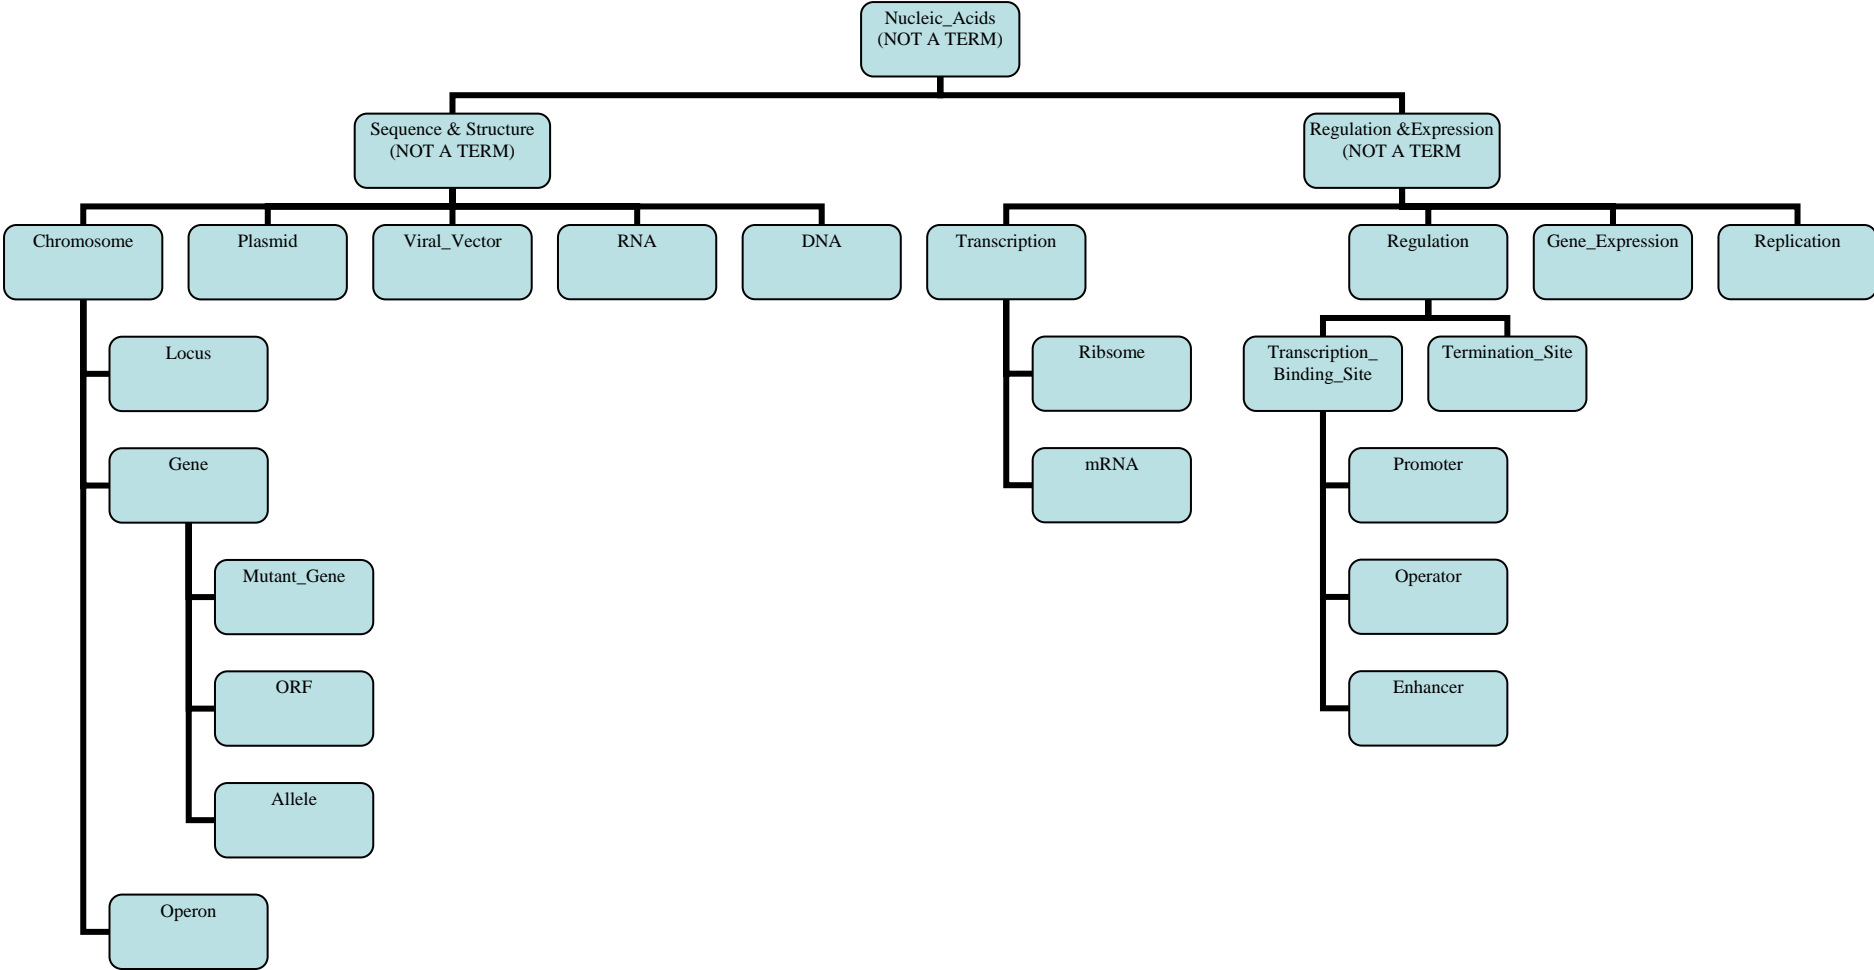 Nucleic_Acids
(NOT A TERM)
Sequence & Structure
(NOT A TERM)
Regulation &Expression
(NOT A TERM
Chromosome
Plasmid
Viral_Vector
RNA
DNA
Transcription
Regulation
Gene_Expression
Replication
Locus
Ribsome
Transcription_
Binding_Site
Termination_Site
Gene
mRNA
Promoter
Mutant_Gene
Operator
ORF
Enhancer
Allele
Operon